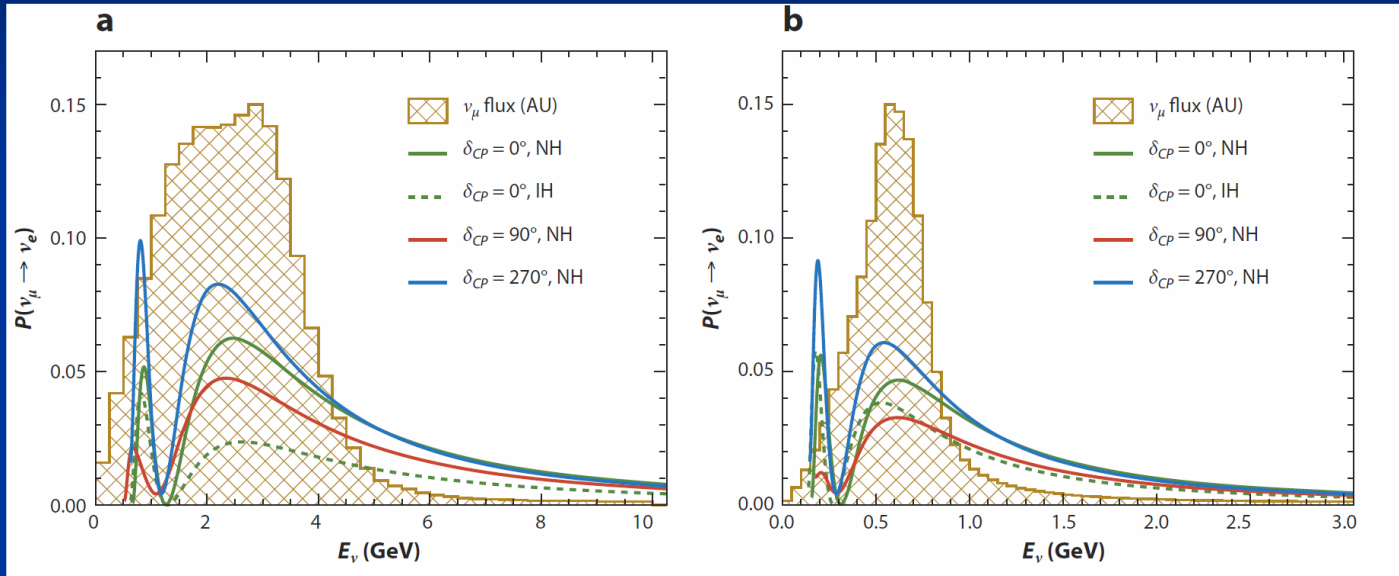 a
P(ν_μ → ν_e)
0.15
0.10
0.05
0.00
ν_μ flux (AU)
δ_CP = 0°, NH
δ_CP = 0°, IH
δ_CP = 90°, NH
δ_CP = 270°, NH
0 2 4 6 8 10
E_ν (GeV)
b
P(ν_μ → ν_e)
0.15
0.10
0.05
0.00
ν_μ flux (AU)
δ_CP = 0°, NH
δ_CP = 0°, IH
δ_CP = 90°, NH
δ_CP = 270°, NH
0.0 0.5 1.0 1.5 2.0 2.5 3.0
E_ν (GeV)